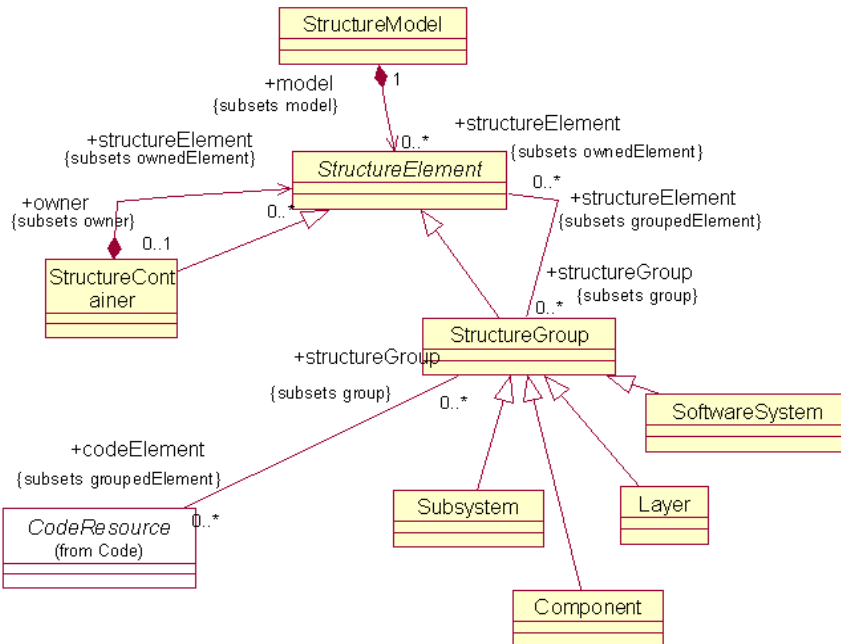 StructureModel
+model
1
{subsets model}
+structureElement
{subsets ownedElement}
0..*
+structureElement
{subsets ownedElement}
StructureElement
0..*
+structureElement
{subsets groupedElement}
+owner
{subsets owner}
0..*
0..1
StructureCont
ainer
+structureGroup
{subsets group}
0..*
StructureGroup
+structureGroup
{subsets group}
0..*
SoftwareSystem
+codeElement
{subsets groupedElement}
Subsystem
Layer
CodeResource
(from Code)
0..*
Component